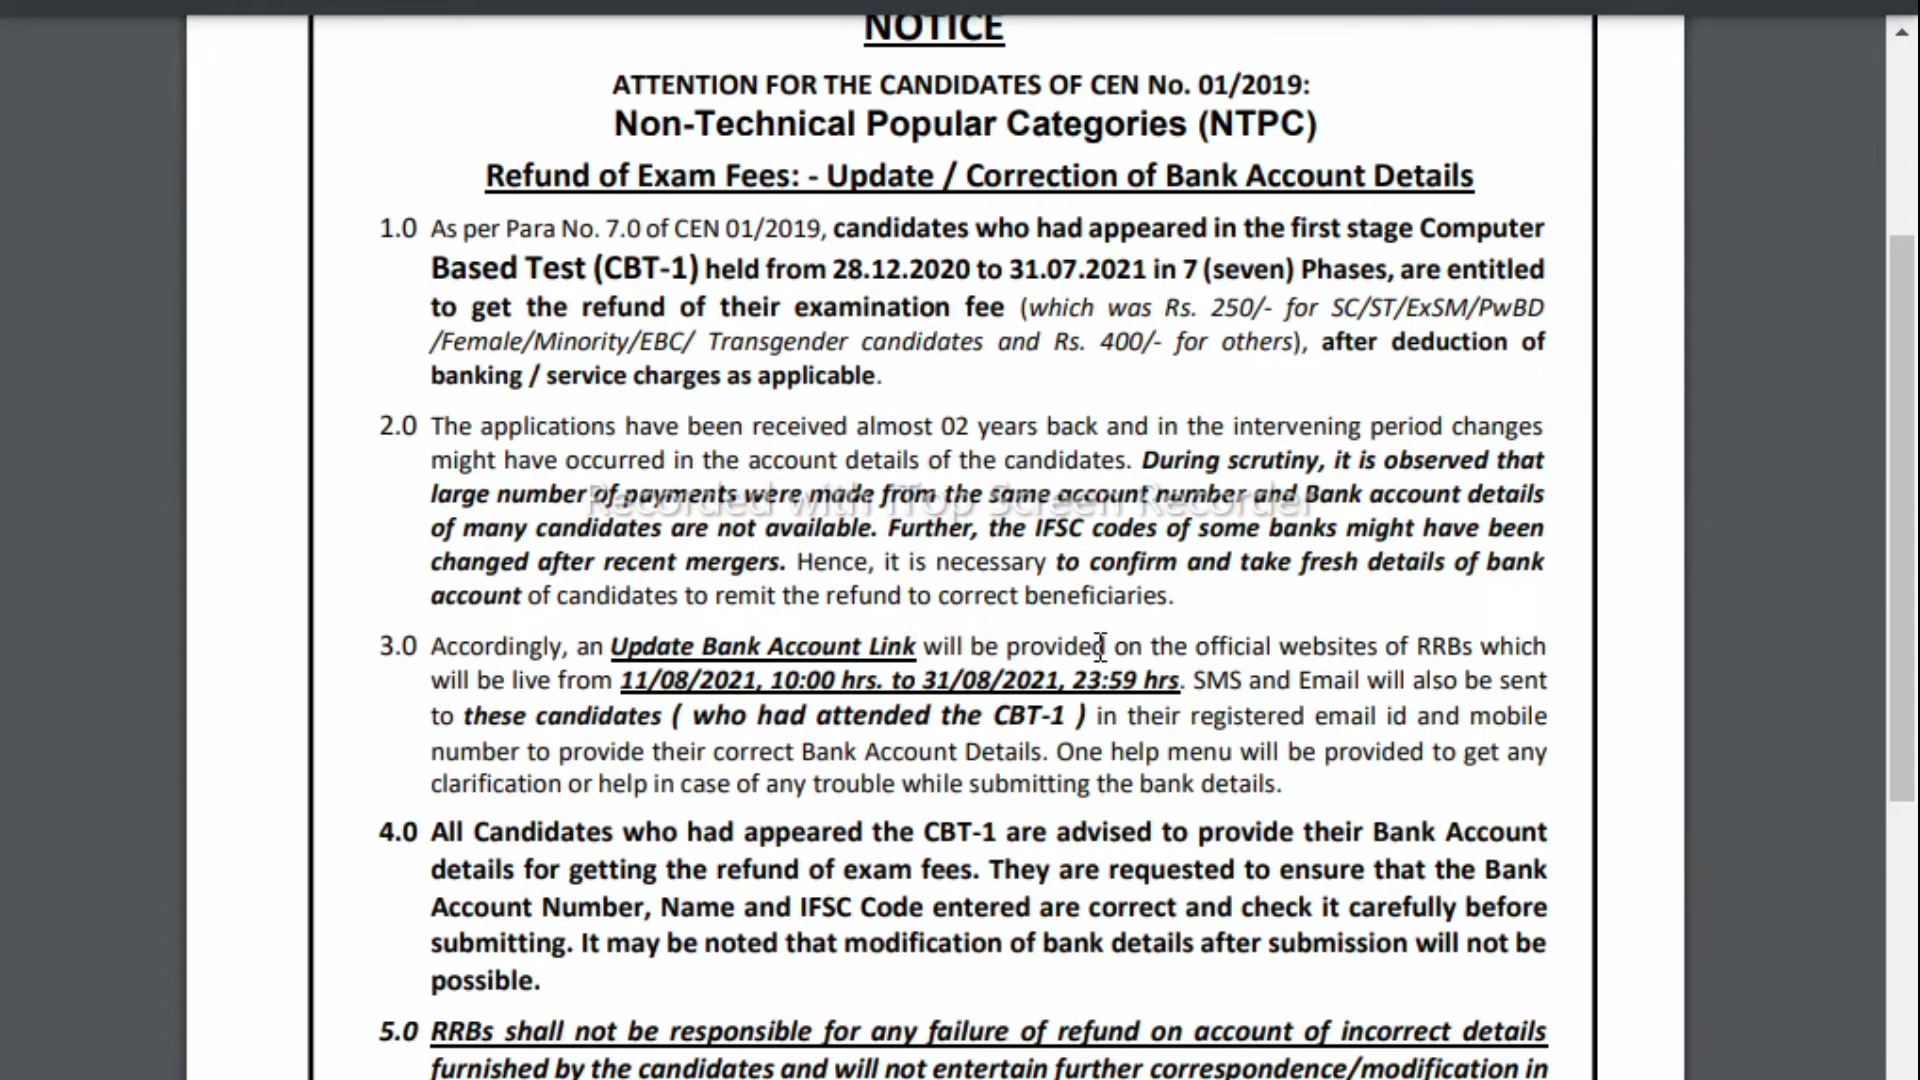 NOTICE
ATTENTION FOR THE CANDIDATES OF CEN No. 01/2019:
Non-Technical Popular Categories (NTPC)
Refund of Exam Fees: - Update / Correction of Bank Account Details
1.0 As per Para No. 7.0 of CEN 01/2019, candidates who had appeared in the first stage Computer
Based Test (CBT-1) held from 28.12.2020 to 31.07.2021 in 7 (seven) Phases, are entitled
to get the refund of their examination fee (which was Rs. 250/- for SC/ST/ExSM/PwBD
/Female/Minority/EBC/ Transgender candidates and Rs. 400/- for others), after deduction of
banking / service charges as applicable.
2.0 The applications have been received almost 02 years back and in the intervening period changes
might have occurred in the account details of the candidates. During scrutiny, it is observed that
large number of payments were made from the same account number and Bank account details
Recorded with iTop Screen Recorder
of many candidates are not available. Further, the IFSC codes of some banks might have been
changed after recent mergers. Hence, it is necessary to confirm and take fresh details of bank
account of candidates to remit the refund to correct beneficiaries.
3.0 Accordingly, an Update Bank Account Link will be provided on the official websites of RRBs which
will be live from 11/08/2021, 10:00 hrs. to 31/08/2021, 23:59 hrs. SMS and Email will also be sent
to these candidates ( who had attended the CBT-1 ) in their registered email id and mobile
number to provide their correct Bank Account Details. One help menu will be provided to get any
clarification or help in case of any trouble while submitting the bank details.
4.0 All Candidates who had appeared the CBT-1 are advised to provide their Bank Account
details for getting the refund of exam fees. They are requested to ensure that the Bank
Account Number, Name and IFSC Code entered are correct and check it carefully before
submitting. It may be noted that modification of bank details after submission will not be
possible.
5.0 RRBs shall not be responsible for any failure of refund on account of incorrect details
furnished by the candidates and will not entertain further correspondence/modification in